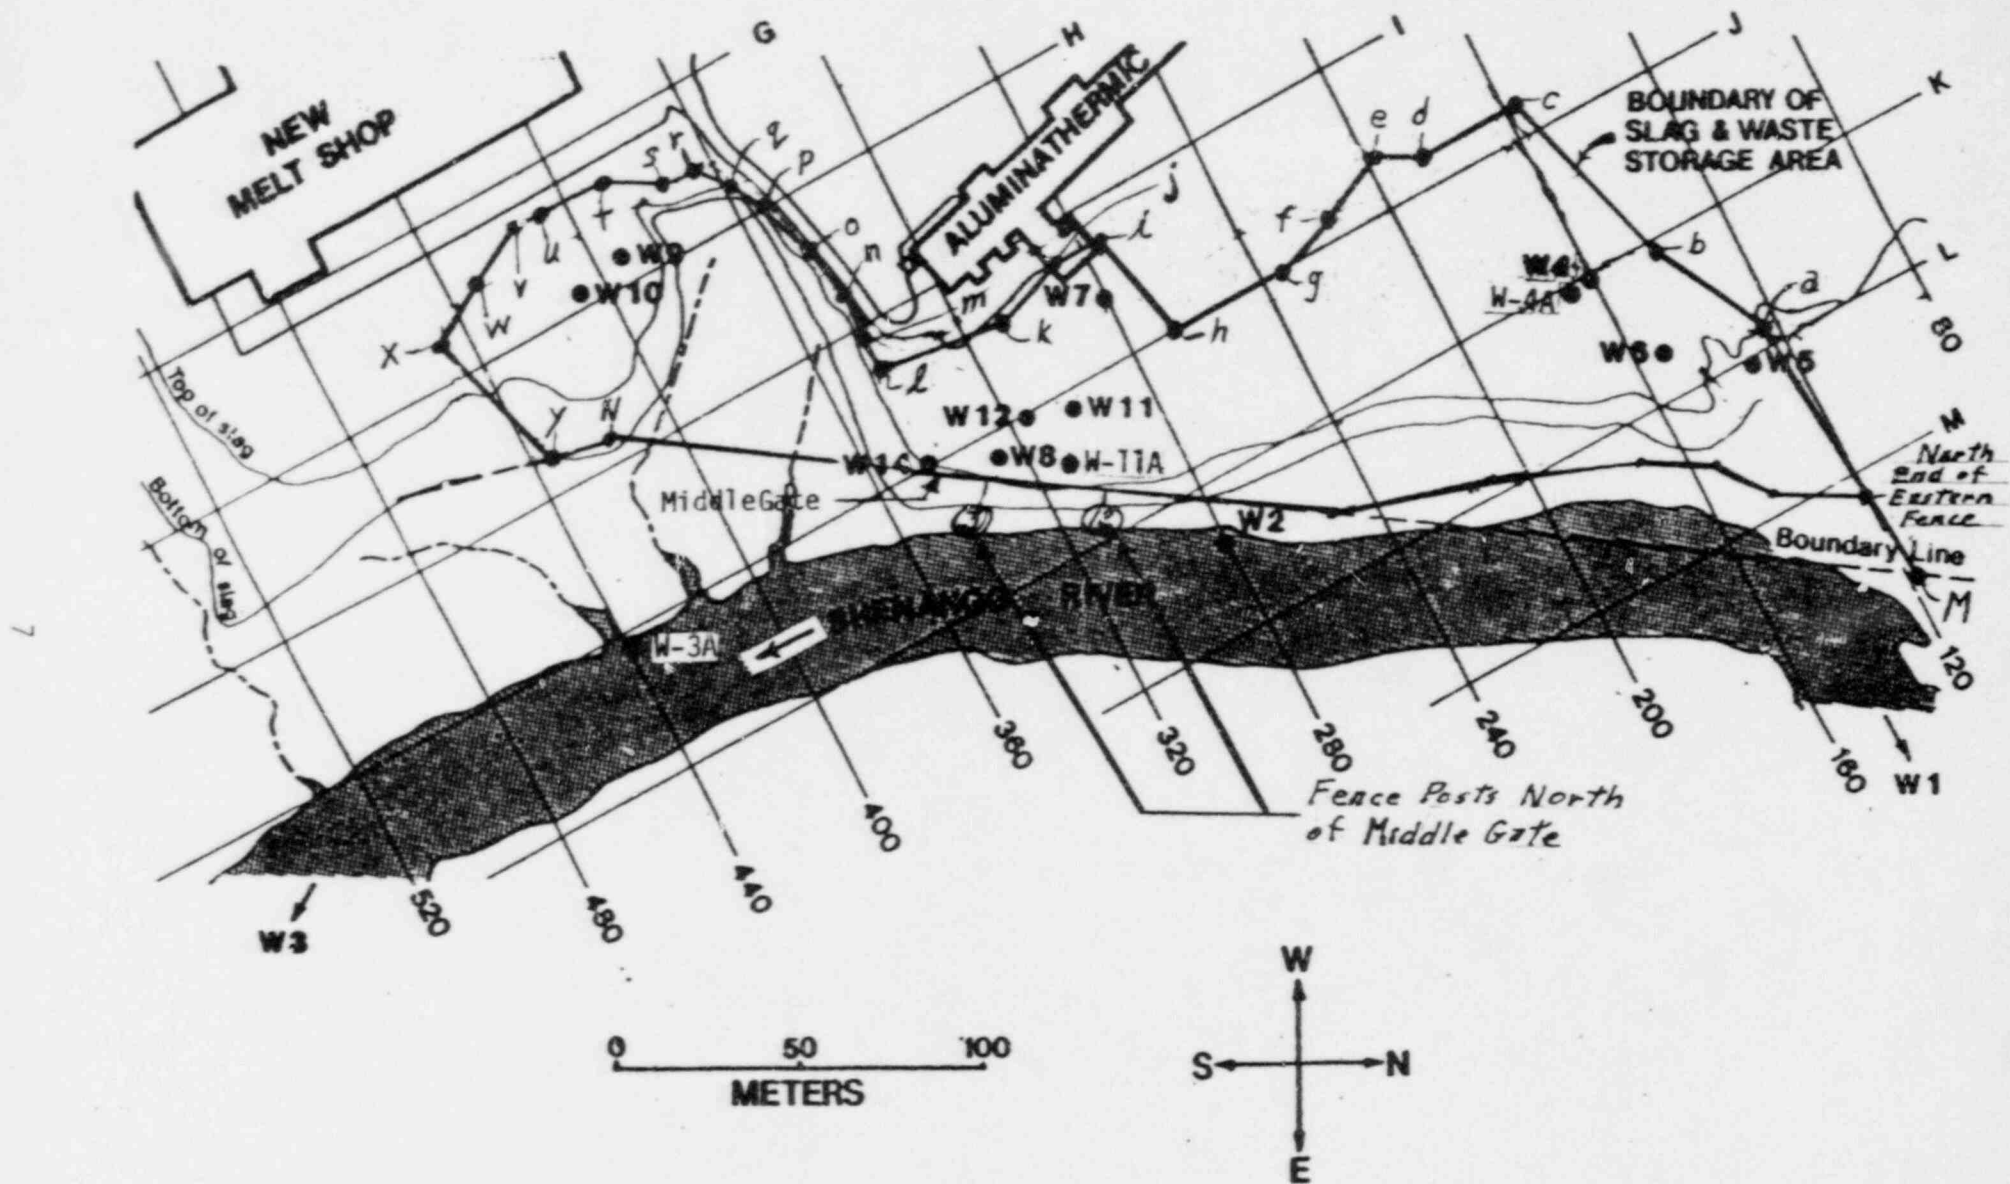 G
H
I
J
K
L
M
NEW
MELT SHOP
ALUMINATHERMIC
BOUNDARY OF
SLAG & WASTE
STORAGE AREA
a
b
c
d
e
f
g
h
i
j
k
l
m
n
o
p
q
r
s
t
u
v
w
X
y
W9
W10
W7
W4
W-4A
W6
W5
W12
W11
W8
W-11A
W2
W-3A
MiddleGate
Top of slag
Bottom of slag
North
End of
Eastern
Fence
Boundary Line
M
SHENANGO RIVER
80
120
160
200
240
280
320
360
400
440
480
520
W1
W3
Fence Posts North
of Middle Gate
0 50 100
METERS
W
S N
E
7